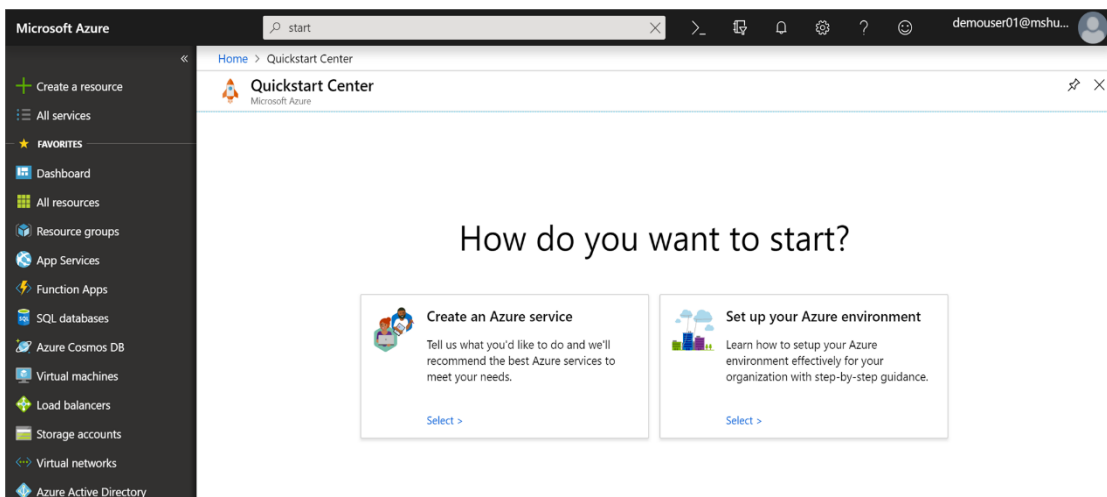 Microsoft Azure
start
demouser01@mshu...
«
Home > Quickstart Center
Create a resource
All services
FAVORITES
Dashboard
All resources
Resource groups
App Services
Function Apps
SQL databases
Azure Cosmos DB
Virtual machines
Load balancers
Storage accounts
Virtual networks
Azure Active Directory
Quickstart Center
Microsoft Azure
How do you want to start?
Create an Azure service
Tell us what you'd like to do and we'll
recommend the best Azure services to
meet your needs.
Select >
Set up your Azure environment
Learn how to setup your Azure
environment effectively for your
organization with step-by-step guidance.
Select >